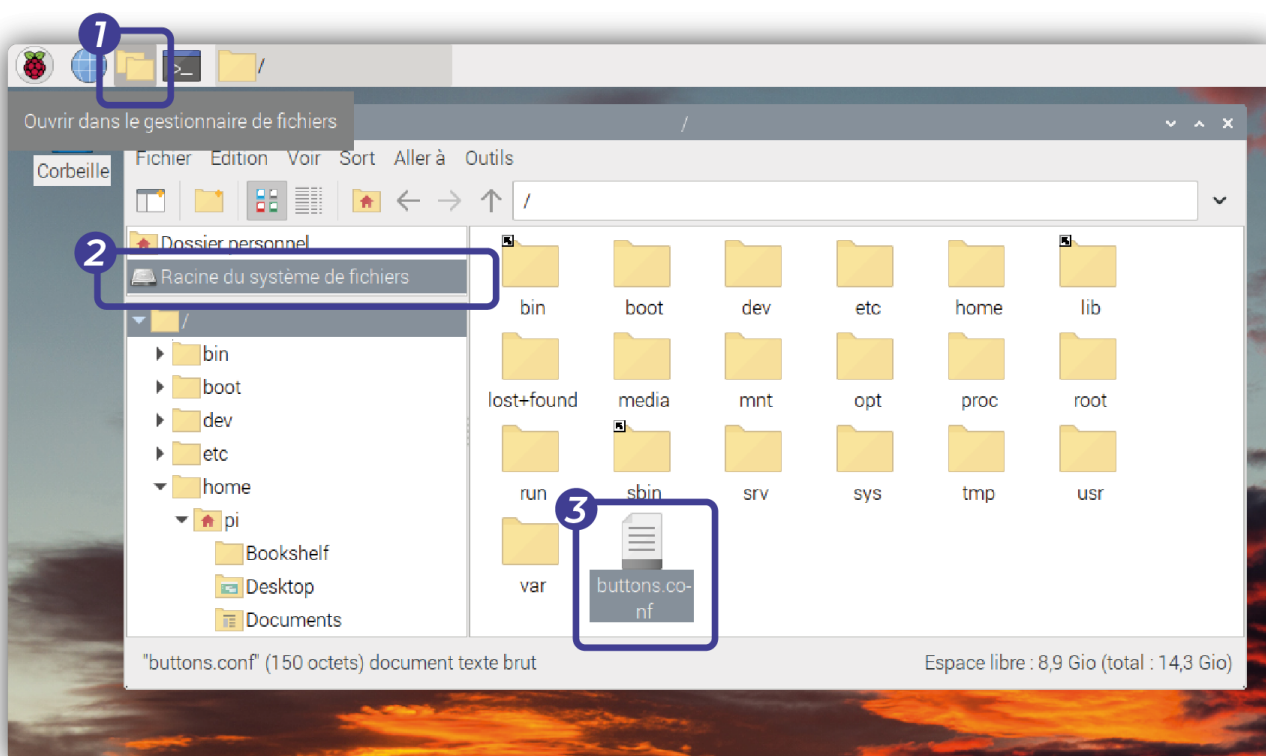 1
/
Ouvrir dans le gestionnaire de fichiers
/
Corbeille
Fichier Edition Voir Sort Aller à Outils
/
2
Dossier personnel
Racine du système de fichiers
/
bin
boot
dev
etc
home
pi
Bookshelf
Desktop
Documents
bin boot dev etc home lib
lost+found media mnt opt proc root
run sbin srv sys tmp usr
3
var buttons.co-
nf
"buttons.conf" (150 octets) document texte brut
Espace libre : 8,9 Gio (total : 14,3 Gio)